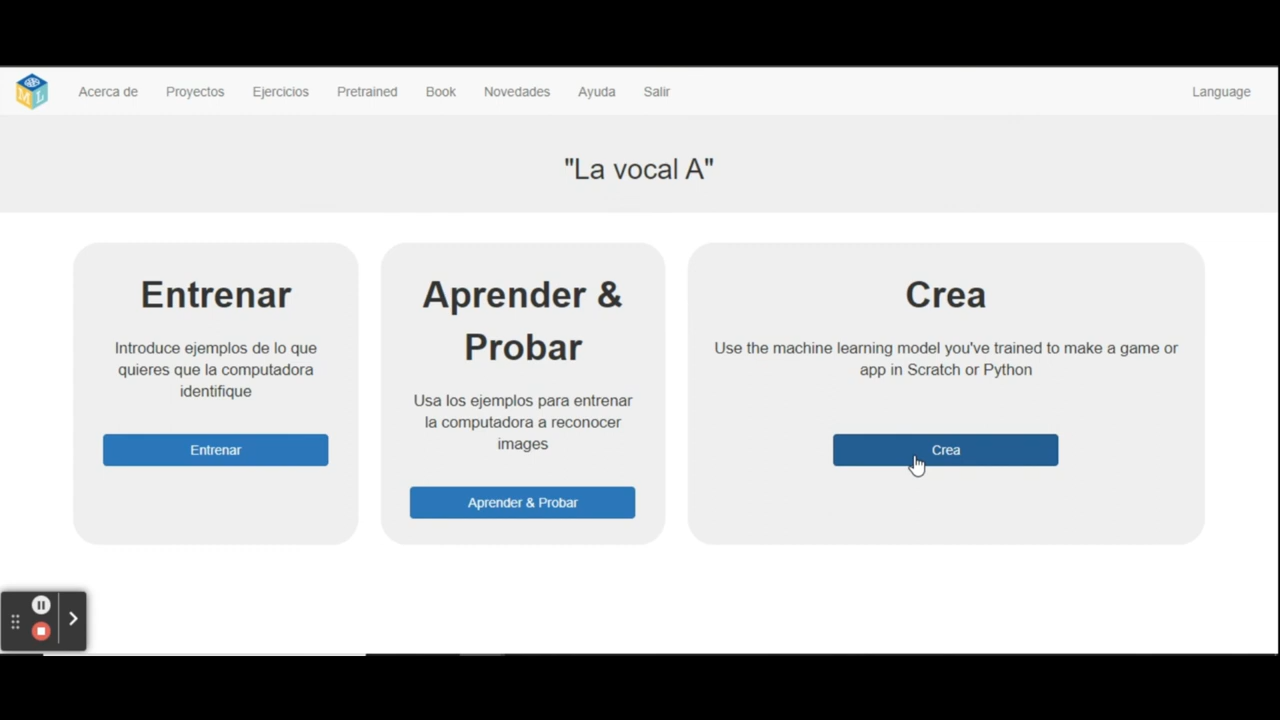 Acerca de Proyectos Ejercicios Pretrained Book Novedades Ayuda Salir Language
"La vocal A"
Entrenar
Introduce ejemplos de lo que
quieres que la computadora
identifique
Entrenar
Aprender &
Probar
Usa los ejemplos para entrenar
la computadora a reconocer
images
Aprender & Probar
Crea
Use the machine learning model you've trained to make a game or
app in Scratch or Python
Crea